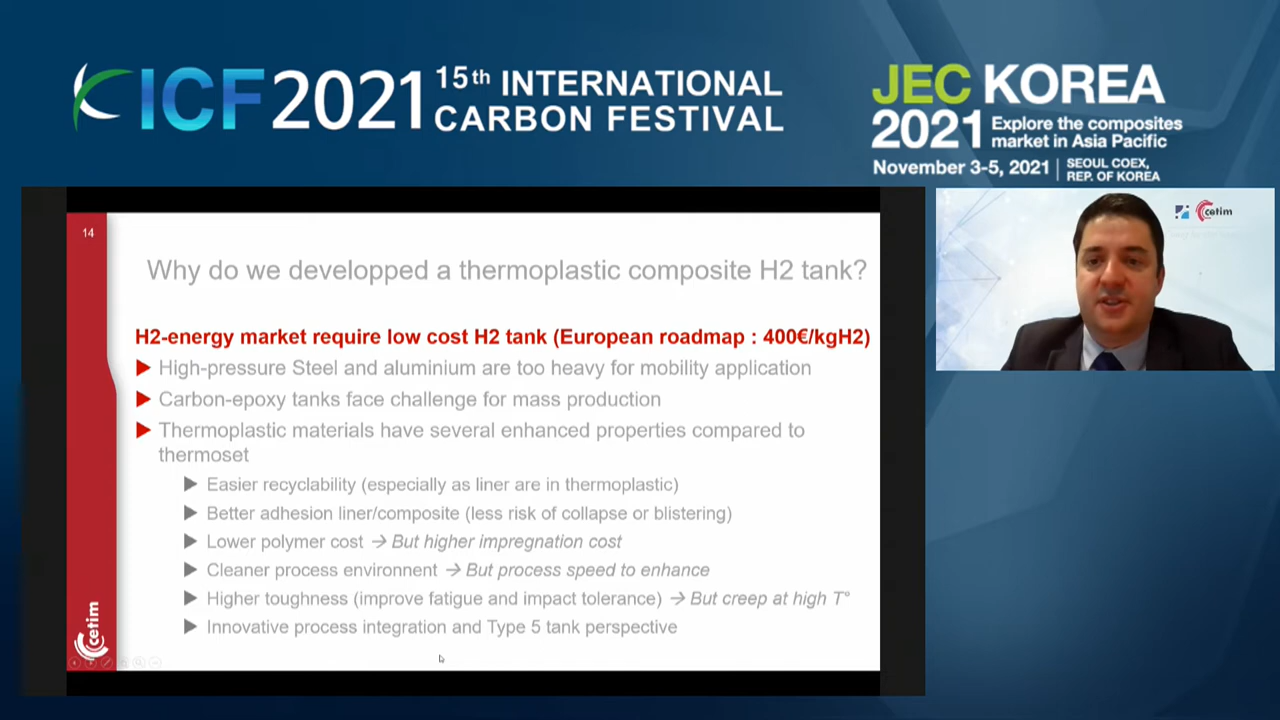 ICF 2021 15th INTERNATIONAL
CARBON FESTIVAL
JEC KOREA
2021 Explore the composites
market in Asia Pacific
November 3-5, 2021 | SEOUL COEX,
REP. OF KOREA
cetim
14
Why do we developped a thermoplastic composite H2 tank?
H2-energy market require low cost H2 tank (European roadmap : 400€/kgH2)
High-pressure Steel and aluminium are too heavy for mobility application
Carbon-epoxy tanks face challenge for mass production
Thermoplastic materials have several enhanced properties compared to
thermoset
Easier recyclability (especially as liner are in thermoplastic)
Better adhesion liner/composite (less risk of collapse or blistering)
Lower polymer cost → But higher impregnation cost
Cleaner process environment → But process speed to enhance
Higher toughness (improve fatigue and impact tolerance) → But creep at high T°
Innovative process integration and Type 5 tank perspective
cetim